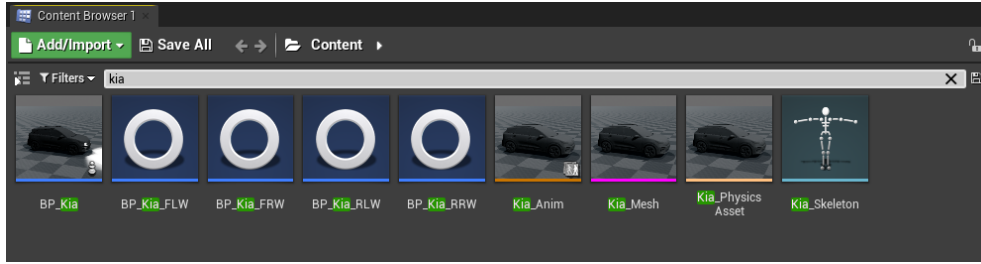 Content Browser 1
Add/Import Save All Content
Filters kia
BP_Kia BP_Kia_FLW BP_Kia_FRW BP_Kia_RLW BP_Kia_RRW Kia_Anim Kia_Mesh Kia_Physics Kia_Skeleton
Asset